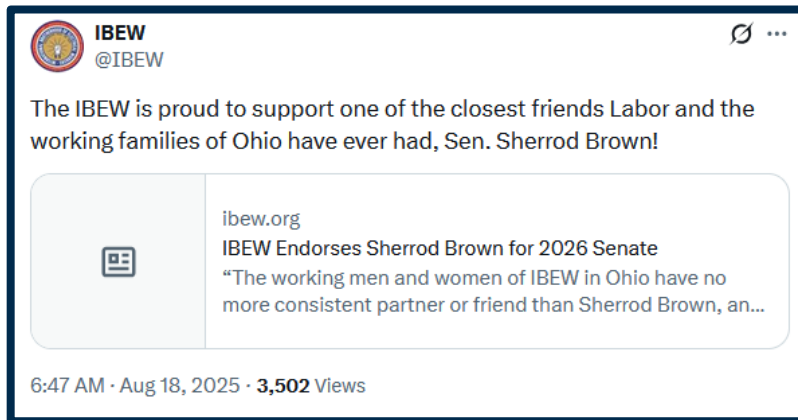 IBEW
@IBEW
The IBEW is proud to support one of the closest friends Labor and the
working families of Ohio have ever had, Sen. Sherrod Brown!
ibew.org
IBEW Endorses Sherrod Brown for 2026 Senate
“The working men and women of IBEW in Ohio have no
more consistent partner or friend than Sherrod Brown, an...
6:47 AM · Aug 18, 2025 · 3,502 Views